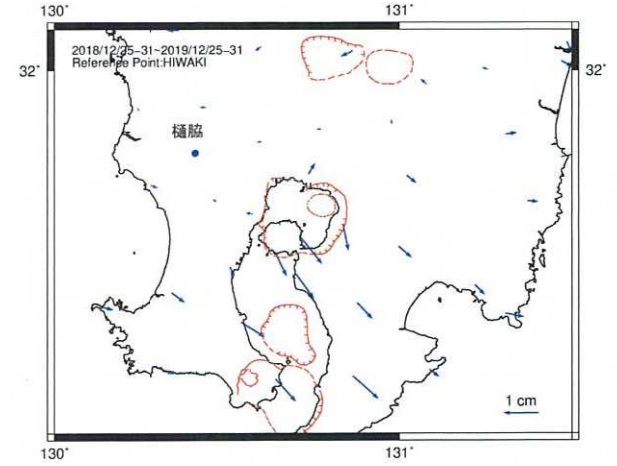 130˚ 131˚
2018/12/25-31~2019/12/25-31
Reference Point:HIWAKI
32˚ 32˚
樋脇
1 cm
130˚ 131˚